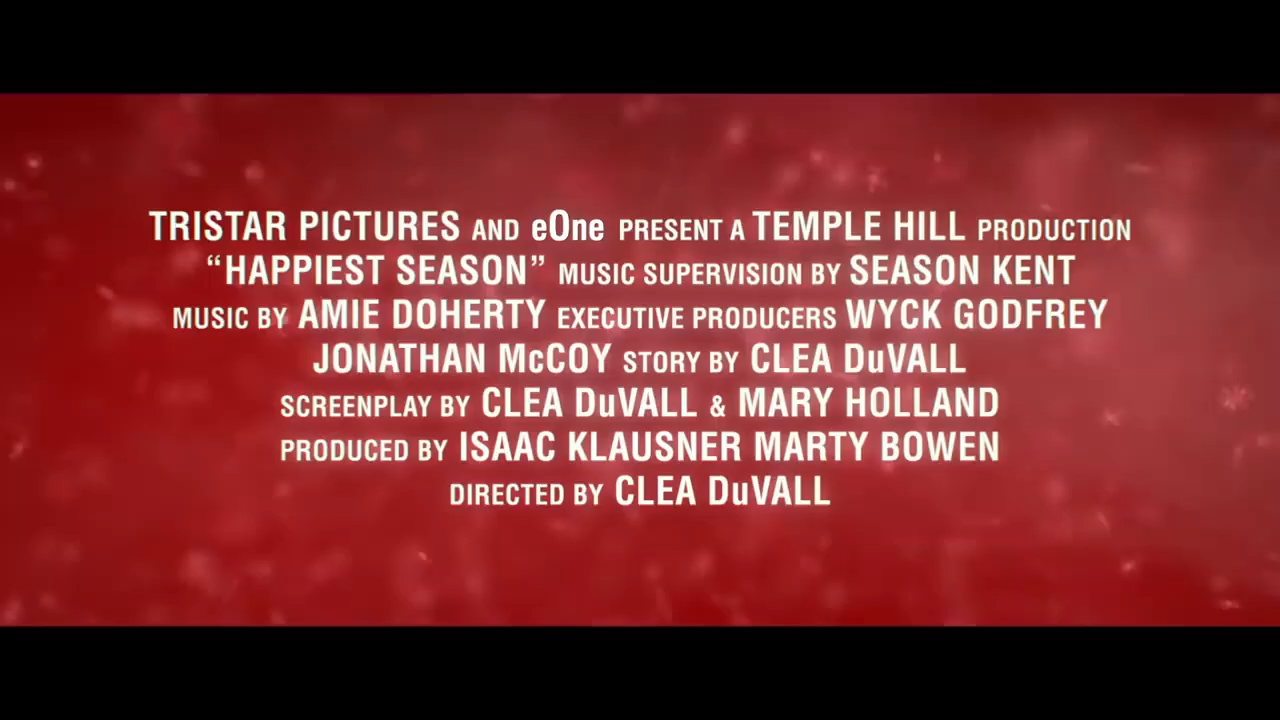 TRISTAR PICTURES AND eOne PRESENT A TEMPLE HILL PRODUCTION
“HAPPIEST SEASON” MUSIC SUPERVISION BY SEASON KENT
MUSIC BY AMIE DOHERTY EXECUTIVE PRODUCERS WYCK GODFREY
JONATHAN McCOY STORY BY CLEA DuVALL
SCREENPLAY BY CLEA DuVALL & MARY HOLLAND
PRODUCED BY ISAAC KLAUSNER MARTY BOWEN
DIRECTED BY CLEA DuVALL